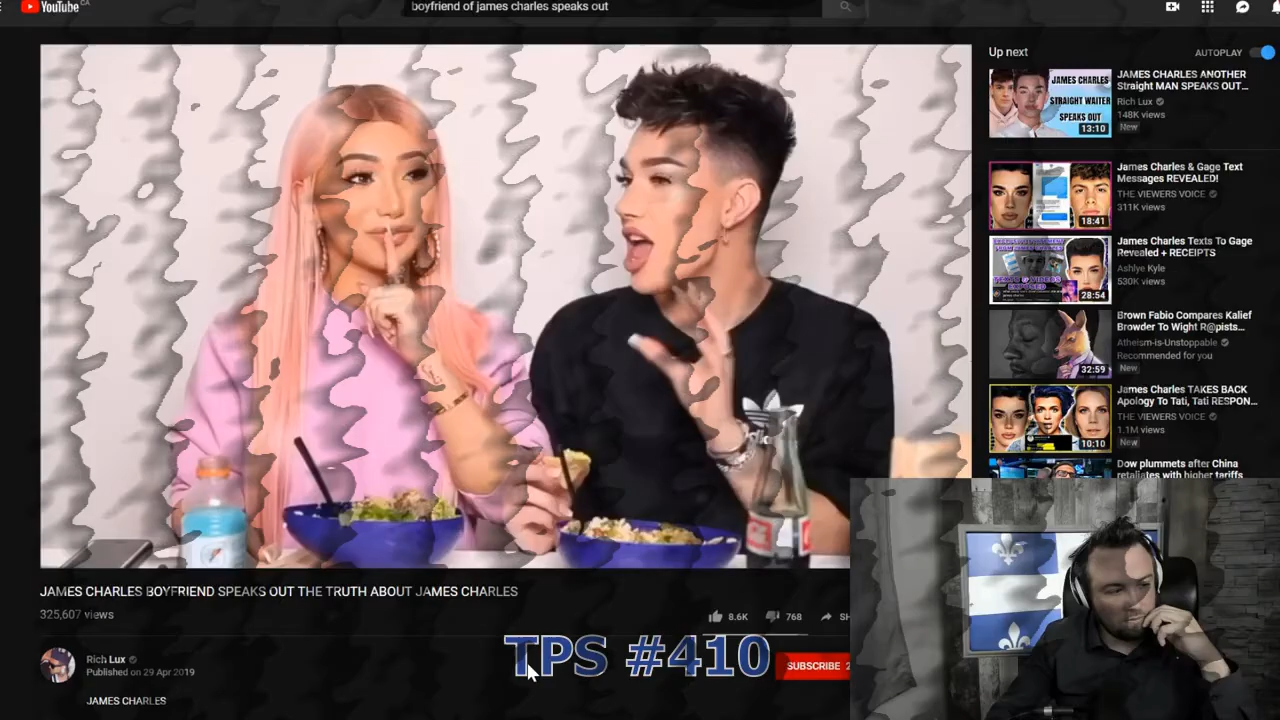 YouTube CA
boyfriend of james charles speaks out
Up next
AUTOPLAY
JAMES CHARLES
STRAIGHT WAITER
SPEAKS OUT
13:10
JAMES CHARLES ANOTHER
Straight MAN SPEAKS OUT...
Rich Lux
148K views
New
18:41
James Charles & Gage Text
Messages REVEALED!
THE VIEWERS VOICE
311K views
28:54
James Charles Texts To Gage
Revealed + RECEIPTS
Ashlye Kyle
530K views
32:59
Brown Fabio Compares Kalief
Browder To Wight R@pists...
Atheism-is-Unstoppable
Recommended for you
New
10:10
James Charles TAKES BACK
Apology To Tati, Tati RESPON...
THE VIEWERS VOICE
1.1M views
New
Dow plummets after China
retaliates with higher tariffs
JAMES CHARLES BOYFRIEND SPEAKS OUT THE TRUTH ABOUT JAMES CHARLES
325,607 views
8.6K
768
SH
TPS #410
SUBSCRIBE 2
Rich Lux
Published on 29 Apr 2019
JAMES CHARLES